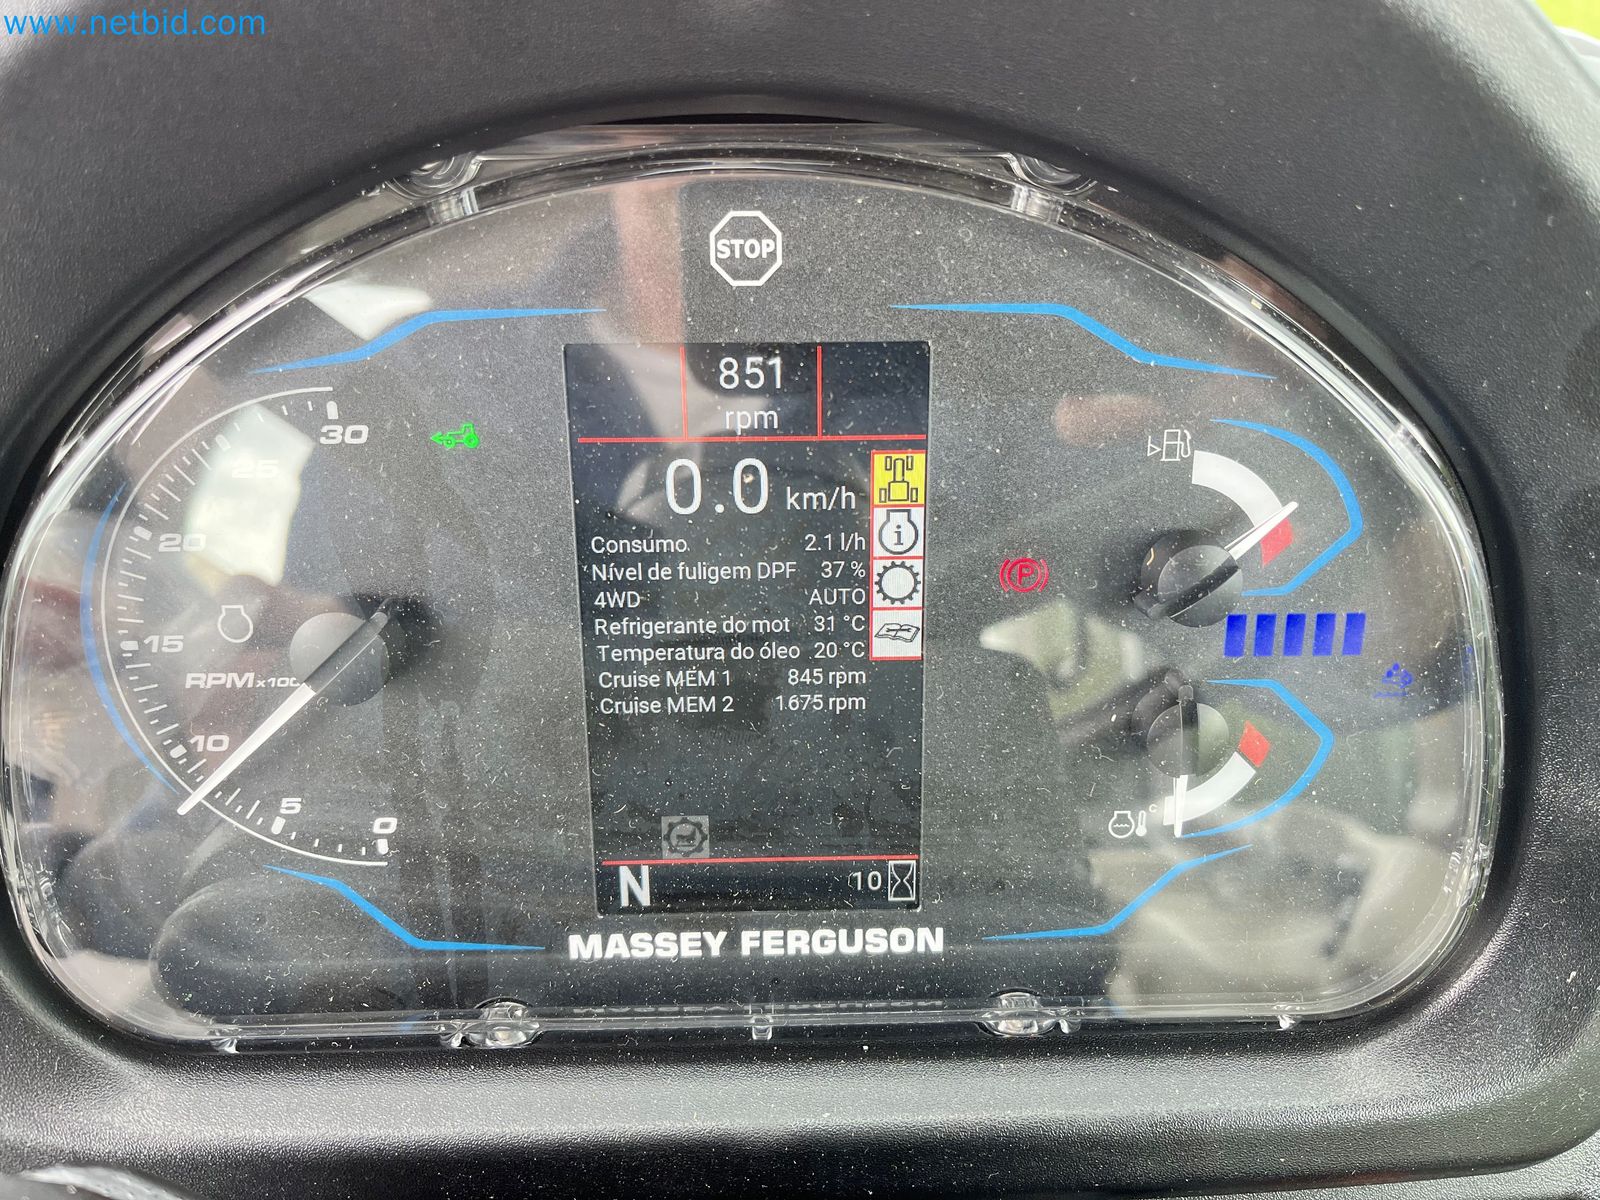 www.netbid.com
STOP
851
rpm
30
25
20
15
10
5
0
RPM x100
0.0 km/h
Consumo 2.1 l/h
Nível de fuligem DPF 37 %
4WD AUTO
Refrigerante do mot 31 °C
Temperatura do óleo 20 °C
Cruise MEM 1 845 rpm
Cruise MEM 2 1675 rpm
i
P
°C
N 10
MASSEY FERGUSON